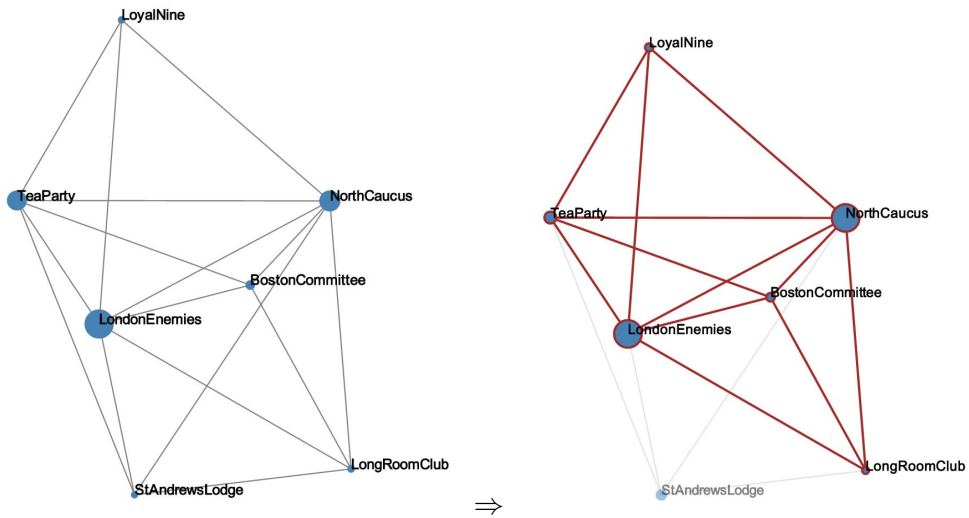 LoyalNine
TeaParty
NorthCaucus
BostonCommittee
LondonEnemies
LongRoomClub
StAndrewsLodge
⇒
LoyalNine
TeaParty
NorthCaucus
BostonCommittee
LondonEnemies
LongRoomClub
StAndrewsLodge